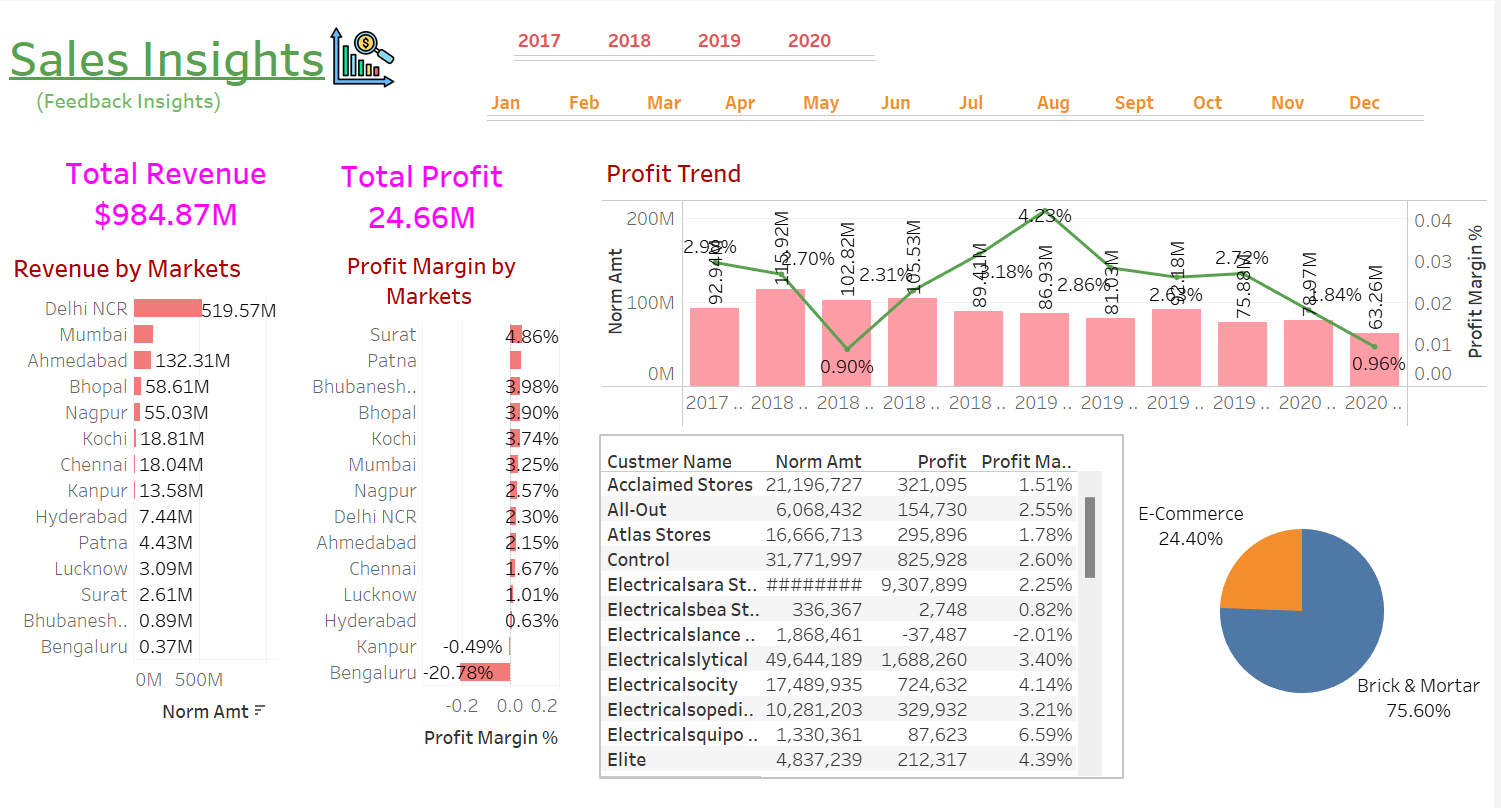 Sales Insights
(Feedback Insights)
2017 2018 2019 2020
Jan Feb Mar Apr May Jun Jul Aug Sept Oct Nov Dec
Total Revenue
$984.87M
Total Profit
24.66M
Revenue by Markets
Delhi NCR 519.57M
Mumbai
Ahmedabad 132.31M
Bhopal 58.61M
Nagpur 55.03M
Kochi 18.81M
Chennai 18.04M
Kanpur 13.58M
Hyderabad 7.44M
Patna 4.43M
Lucknow 3.09M
Surat 2.61M
Bhubanesh.. 0.89M
Bengaluru 0.37M
0M 500M
Norm Amt
Profit Margin by
Markets
Surat 4.86%
Patna
Bhubanesh.. 3.98%
Bhopal 3.90%
Kochi 3.74%
Mumbai 3.25%
Nagpur 2.57%
Delhi NCR 2.30%
Ahmedabad 2.15%
Chennai 1.67%
Lucknow 1.01%
Hyderabad 0.63%
Kanpur -0.49%
Bengaluru -20.78%
-0.2 0.0 0.2
Profit Margin %
Profit Trend
Norm Amt
200M
100M
0M
92.94M 115.92M 102.82M 105.53M 89.41M 86.93M 81.03M 92.18M 75.88M 78.97M 63.26M
2.98% 2.70% 0.90% 2.31% 3.18% 4.23% 2.86% 2.63% 2.72% 1.84% 0.96%
0.04
0.03
0.02
0.01
0.00
Profit Margin %
2017 .. 2018 .. 2018 .. 2018 .. 2018 .. 2019 .. 2019 .. 2019 .. 2019 .. 2020 .. 2020 ..
Custmer Name Norm Amt Profit Profit Ma..
Acclaimed Stores 21,196,727 321,095 1.51%
All-Out 6,068,432 154,730 2.55%
Atlas Stores 16,666,713 295,896 1.78%
Control 31,771,997 825,928 2.60%
Electricalsara St.. ######## 9,307,899 2.25%
Electricalsbea St.. 336,367 2,748 0.82%
Electricalslance .. 1,868,461 -37,487 -2.01%
Electricalslytical 49,644,189 1,688,260 3.40%
Electricalsocity 17,489,935 724,632 4.14%
Electricalsopedi.. 10,281,203 329,932 3.21%
Electricalsquipo .. 1,330,361 87,623 6.59%
Elite 4,837,239 212,317 4.39%
E-Commerce
24.40%
Brick & Mortar
75.60%